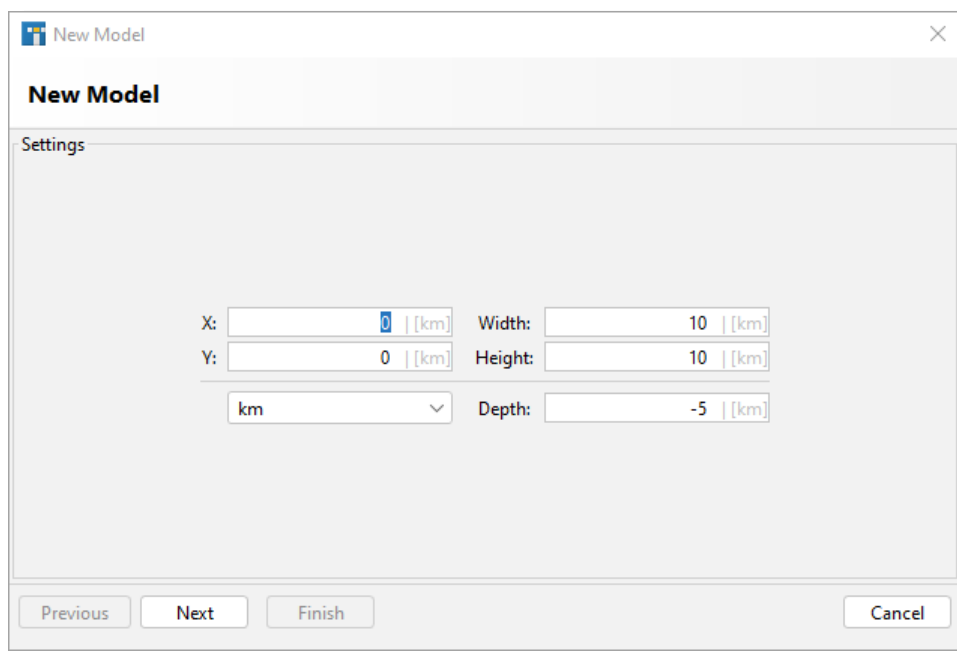 New Model
New Model
Settings
X: 0 | [km] Width: 10 | [km]
Y: 0 | [km] Height: 10 | [km]
km Depth: -5 | [km]
Previous Next Finish Cancel